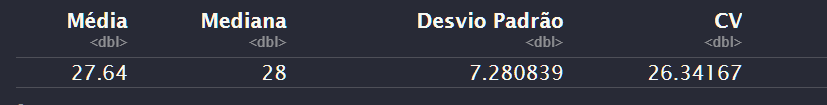 Média Mediana Desvio Padrão CV
<dbl> <dbl> <dbl> <dbl>
27.64 28 7.280839 26.34167